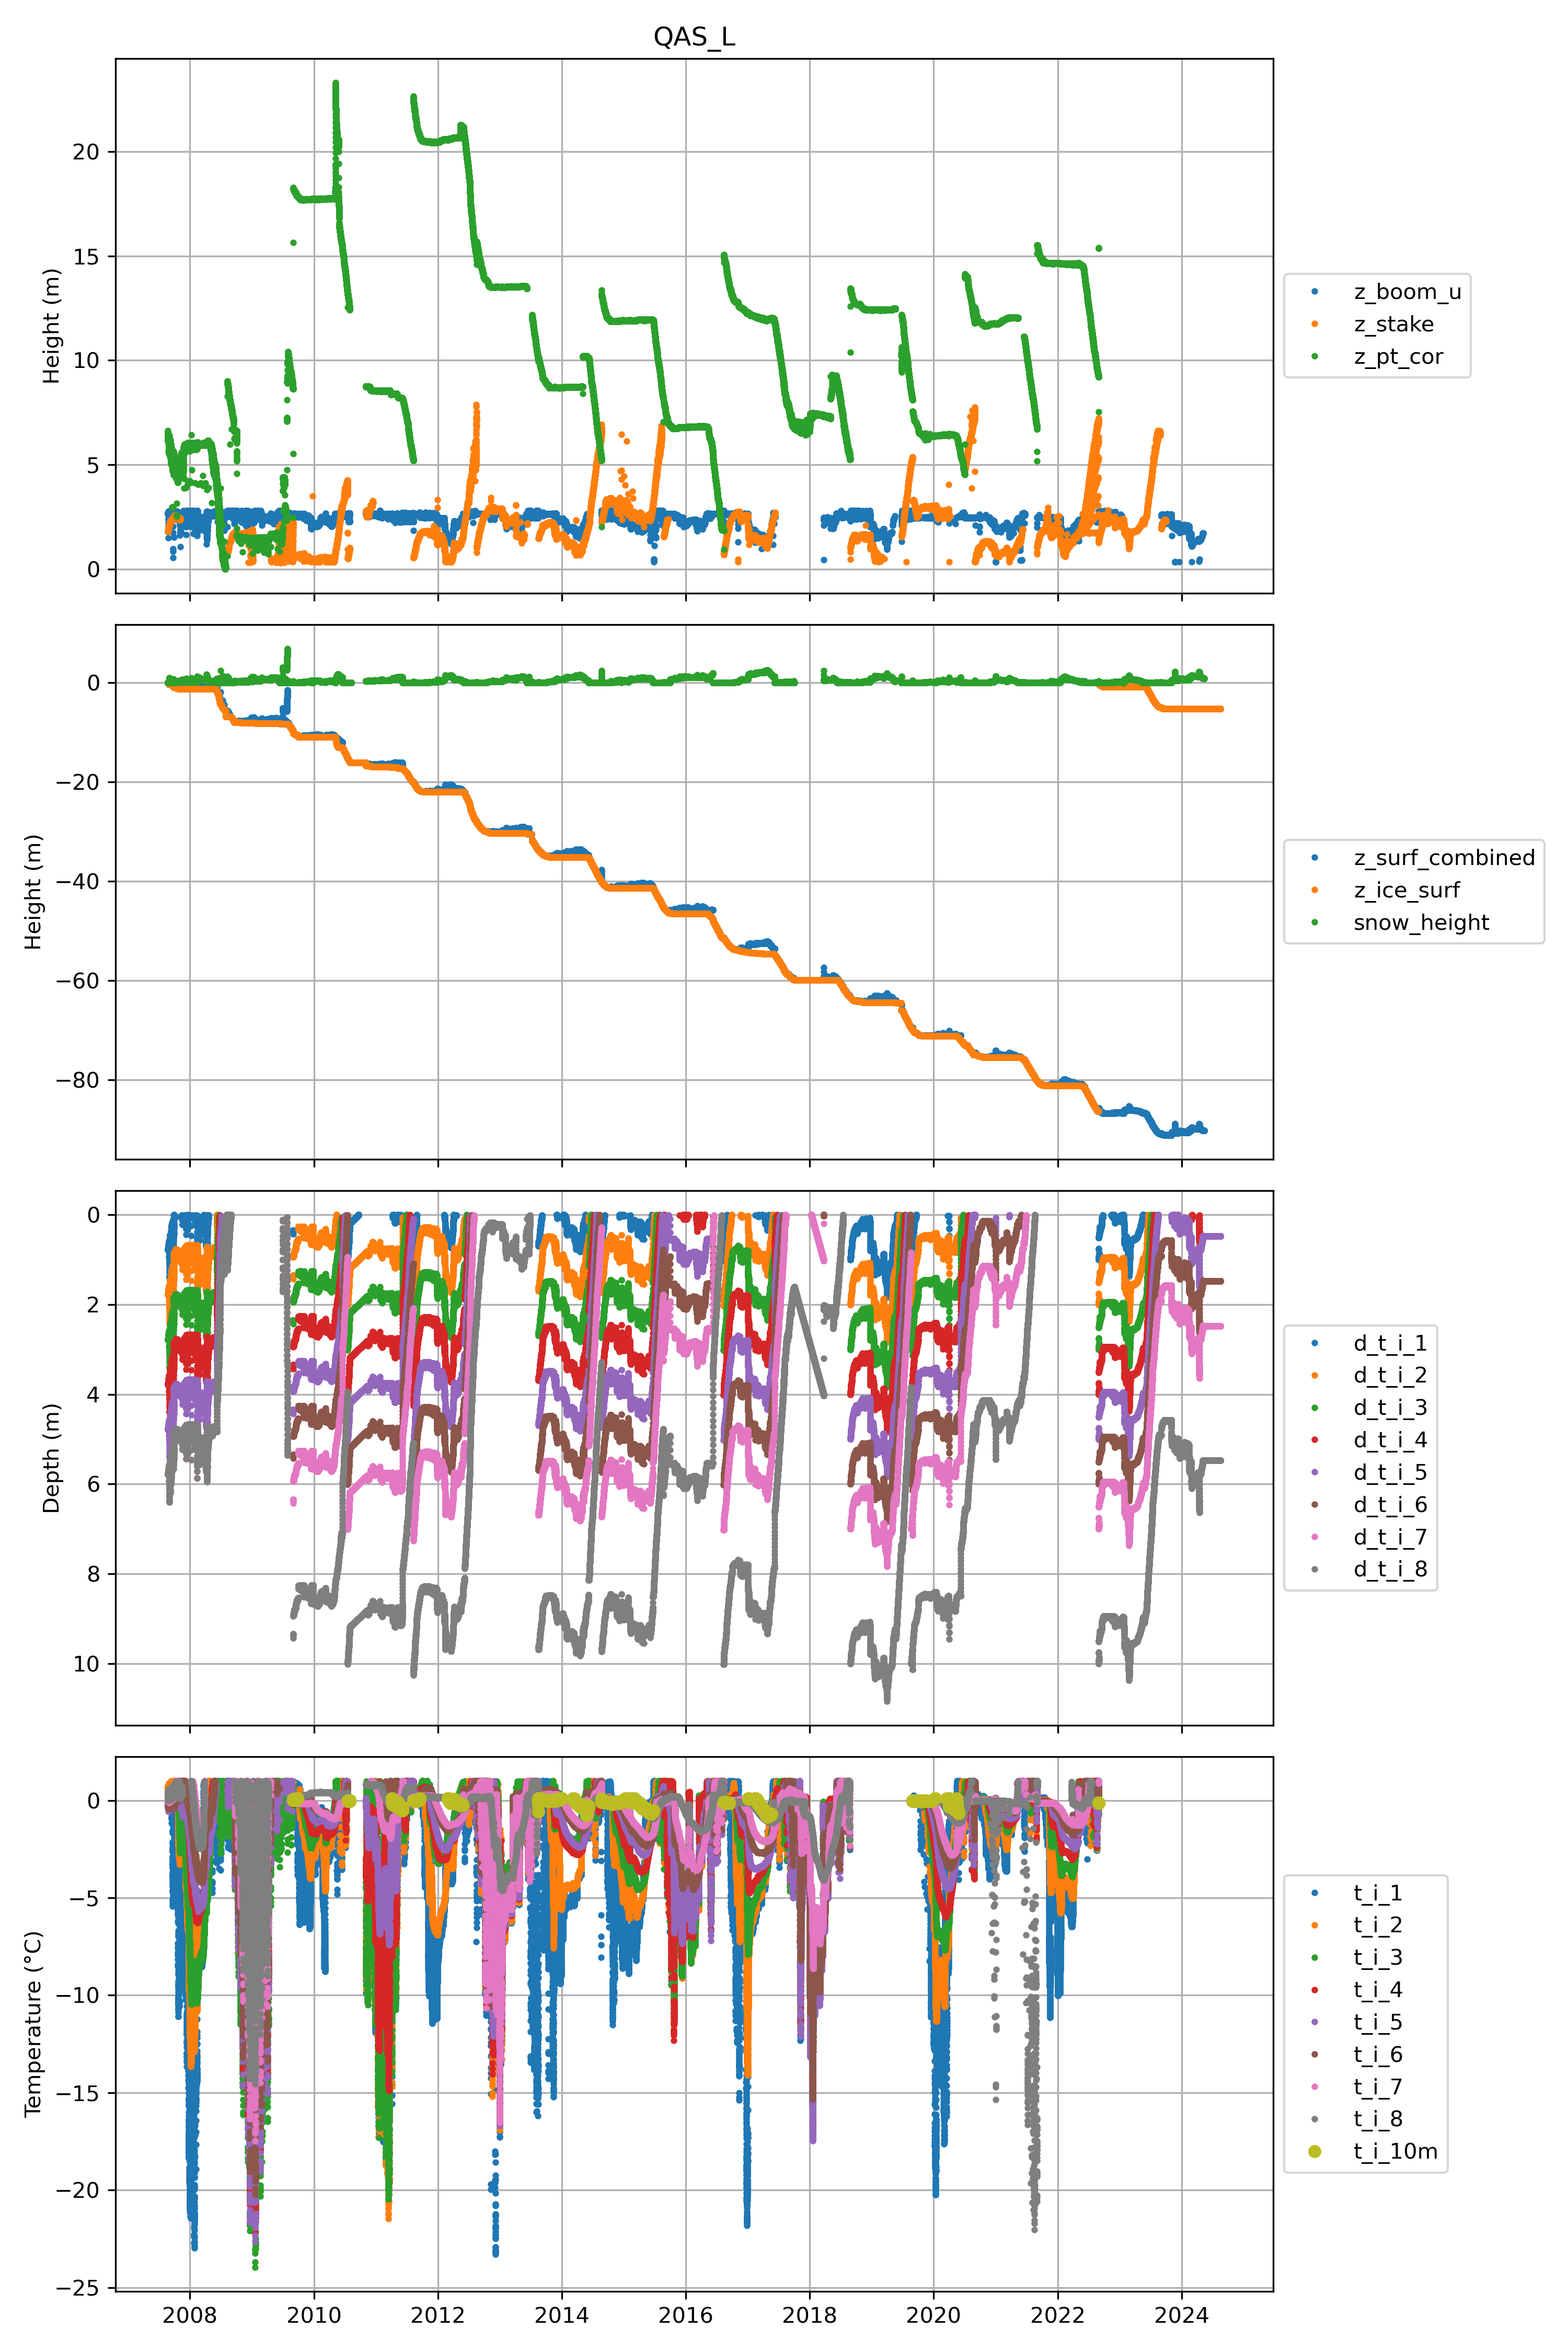 QAS_L
Height (m)
20
15
10
5
0
z_boom_u
z_stake
z_pt_cor
Height (m)
0
−20
−40
−60
−80
z_surf_combined
z_ice_surf
snow_height
Depth (m)
0
2
4
6
8
10
d_t_i_1
d_t_i_2
d_t_i_3
d_t_i_4
d_t_i_5
d_t_i_6
d_t_i_7
d_t_i_8
Temperature (°C)
0
−5
−10
−15
−20
−25
t_i_1
t_i_2
t_i_3
t_i_4
t_i_5
t_i_6
t_i_7
t_i_8
t_i_10m
2008 2010 2012 2014 2016 2018 2020 2022 2024